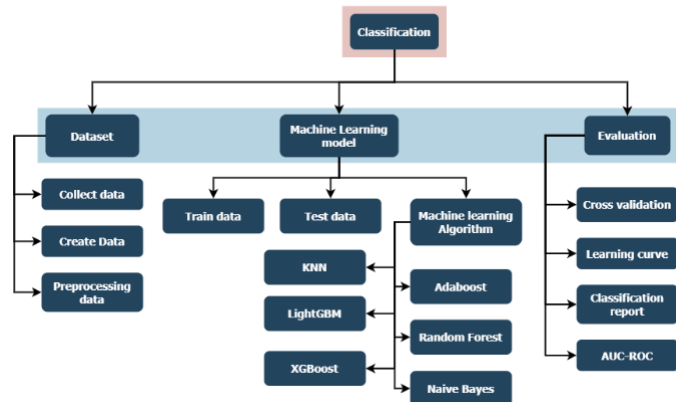 Classification
Dataset
Machine Learning
model
Evaluation
Collect data
Create Data
Preprocessing
data
Train data
Test data
Machine learning
Algorithm
KNN
LightGBM
XGBoost
Adaboost
Random Forest
Naive Bayes
Cross validation
Learning curve
Classification
report
AUC-ROC